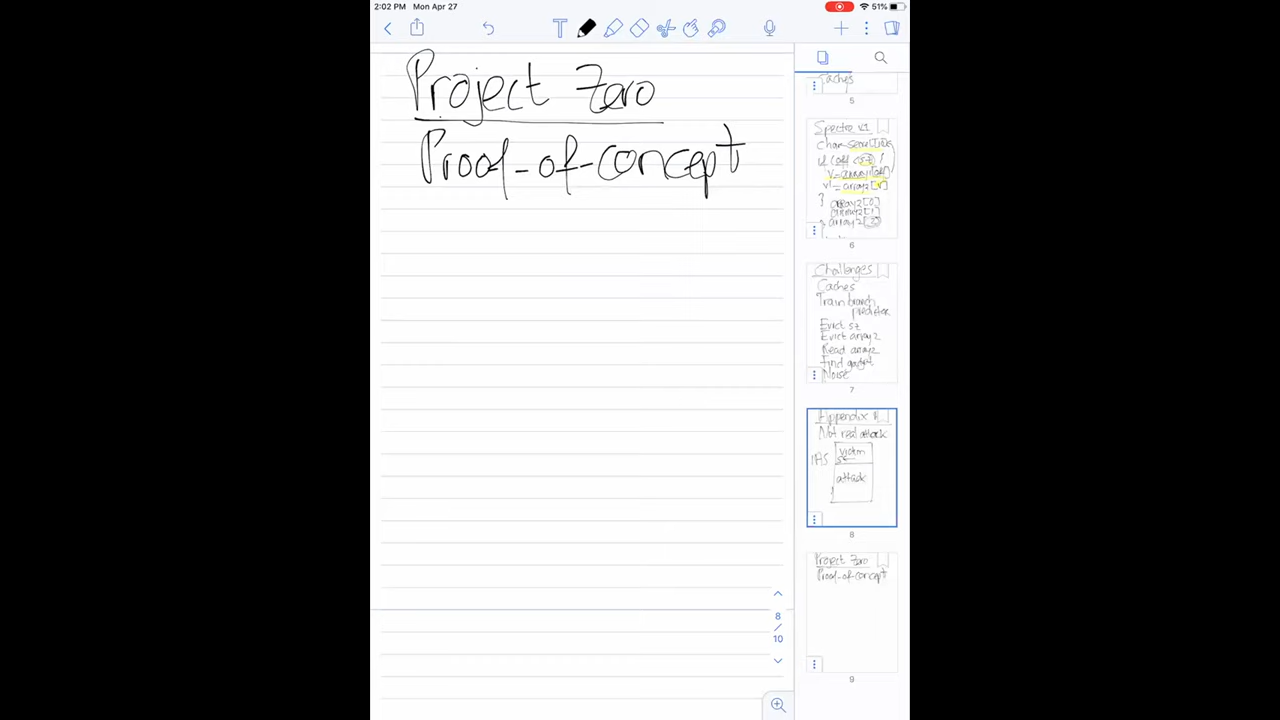 2:02 PM Mon Apr 27
51%
Project Zero
Proof-of-concept
8
/
10
Caches
5
Spectre v1
6
Challenges
Caches
Train branch
predictor
Evict sz
Evict array2
Read array2
Find gadget
Noise
7
Appendix
Not real attack
victim
attack
8
Project Zero
Proof-of-concept
9